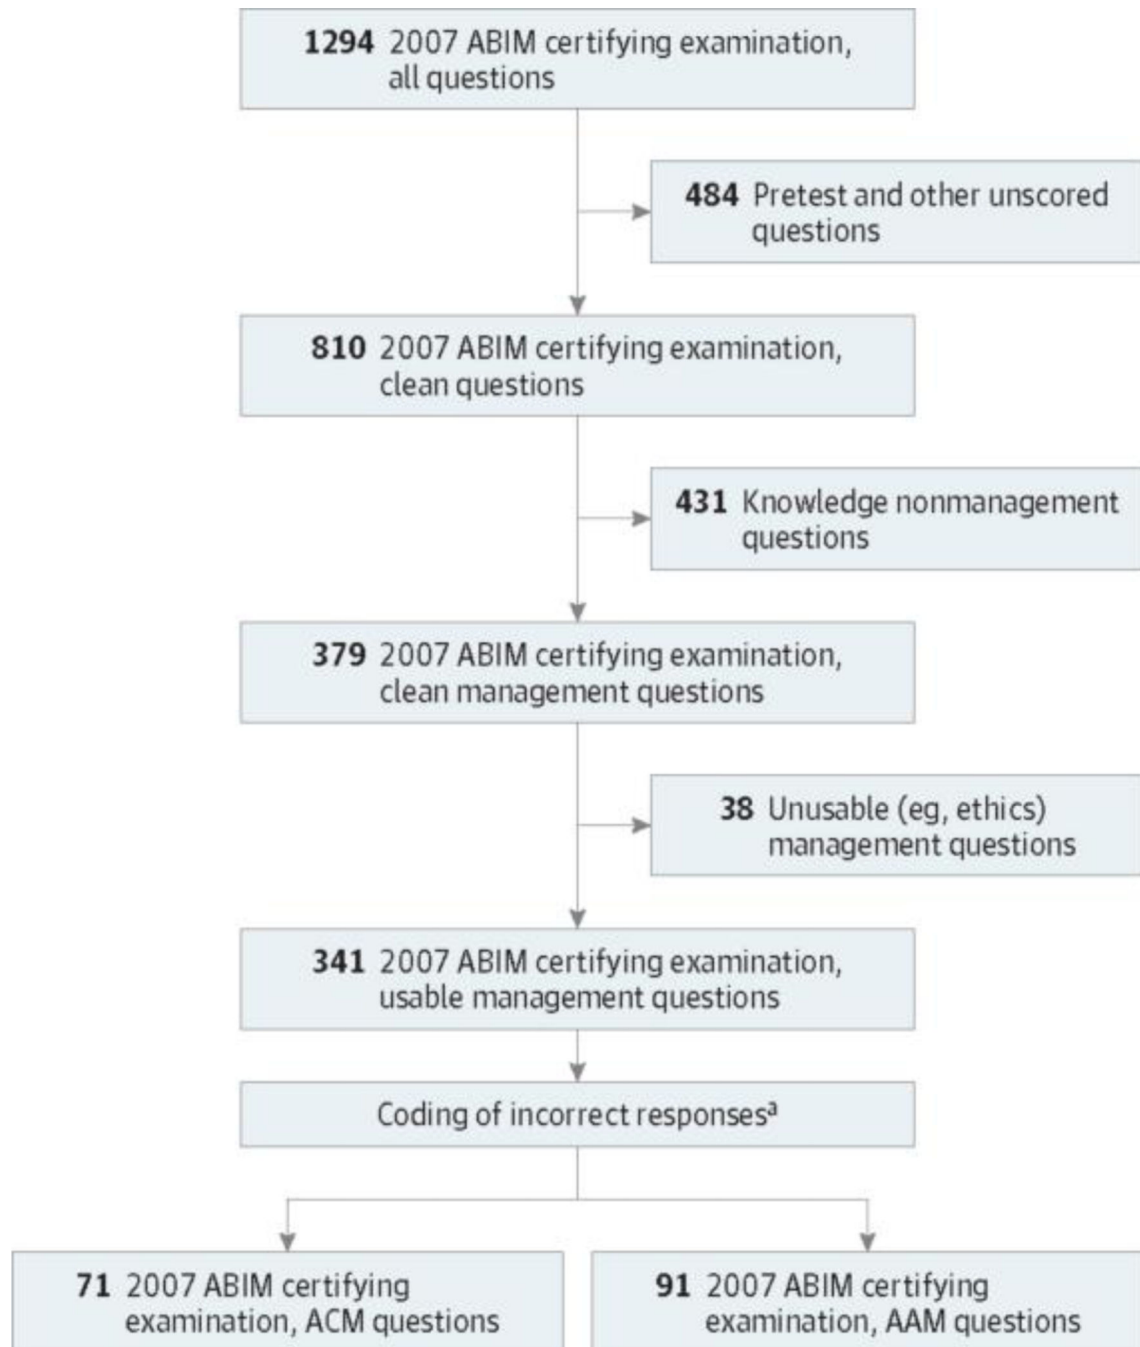 1294 2007 ABIM certifying examination,
all questions
484 Pretest and other unscored
questions
810 2007 ABIM certifying examination,
clean questions
431 Knowledge nonmanagement
questions
379 2007 ABIM certifying examination,
clean management questions
38 Unusable (eg, ethics)
management questions
341 2007 ABIM certifying examination,
usable management questions
Coding of incorrect responsesª
71 2007 ABIM certifying
examination, ACM questions
91 2007 ABIM certifying
examination, AAM questions